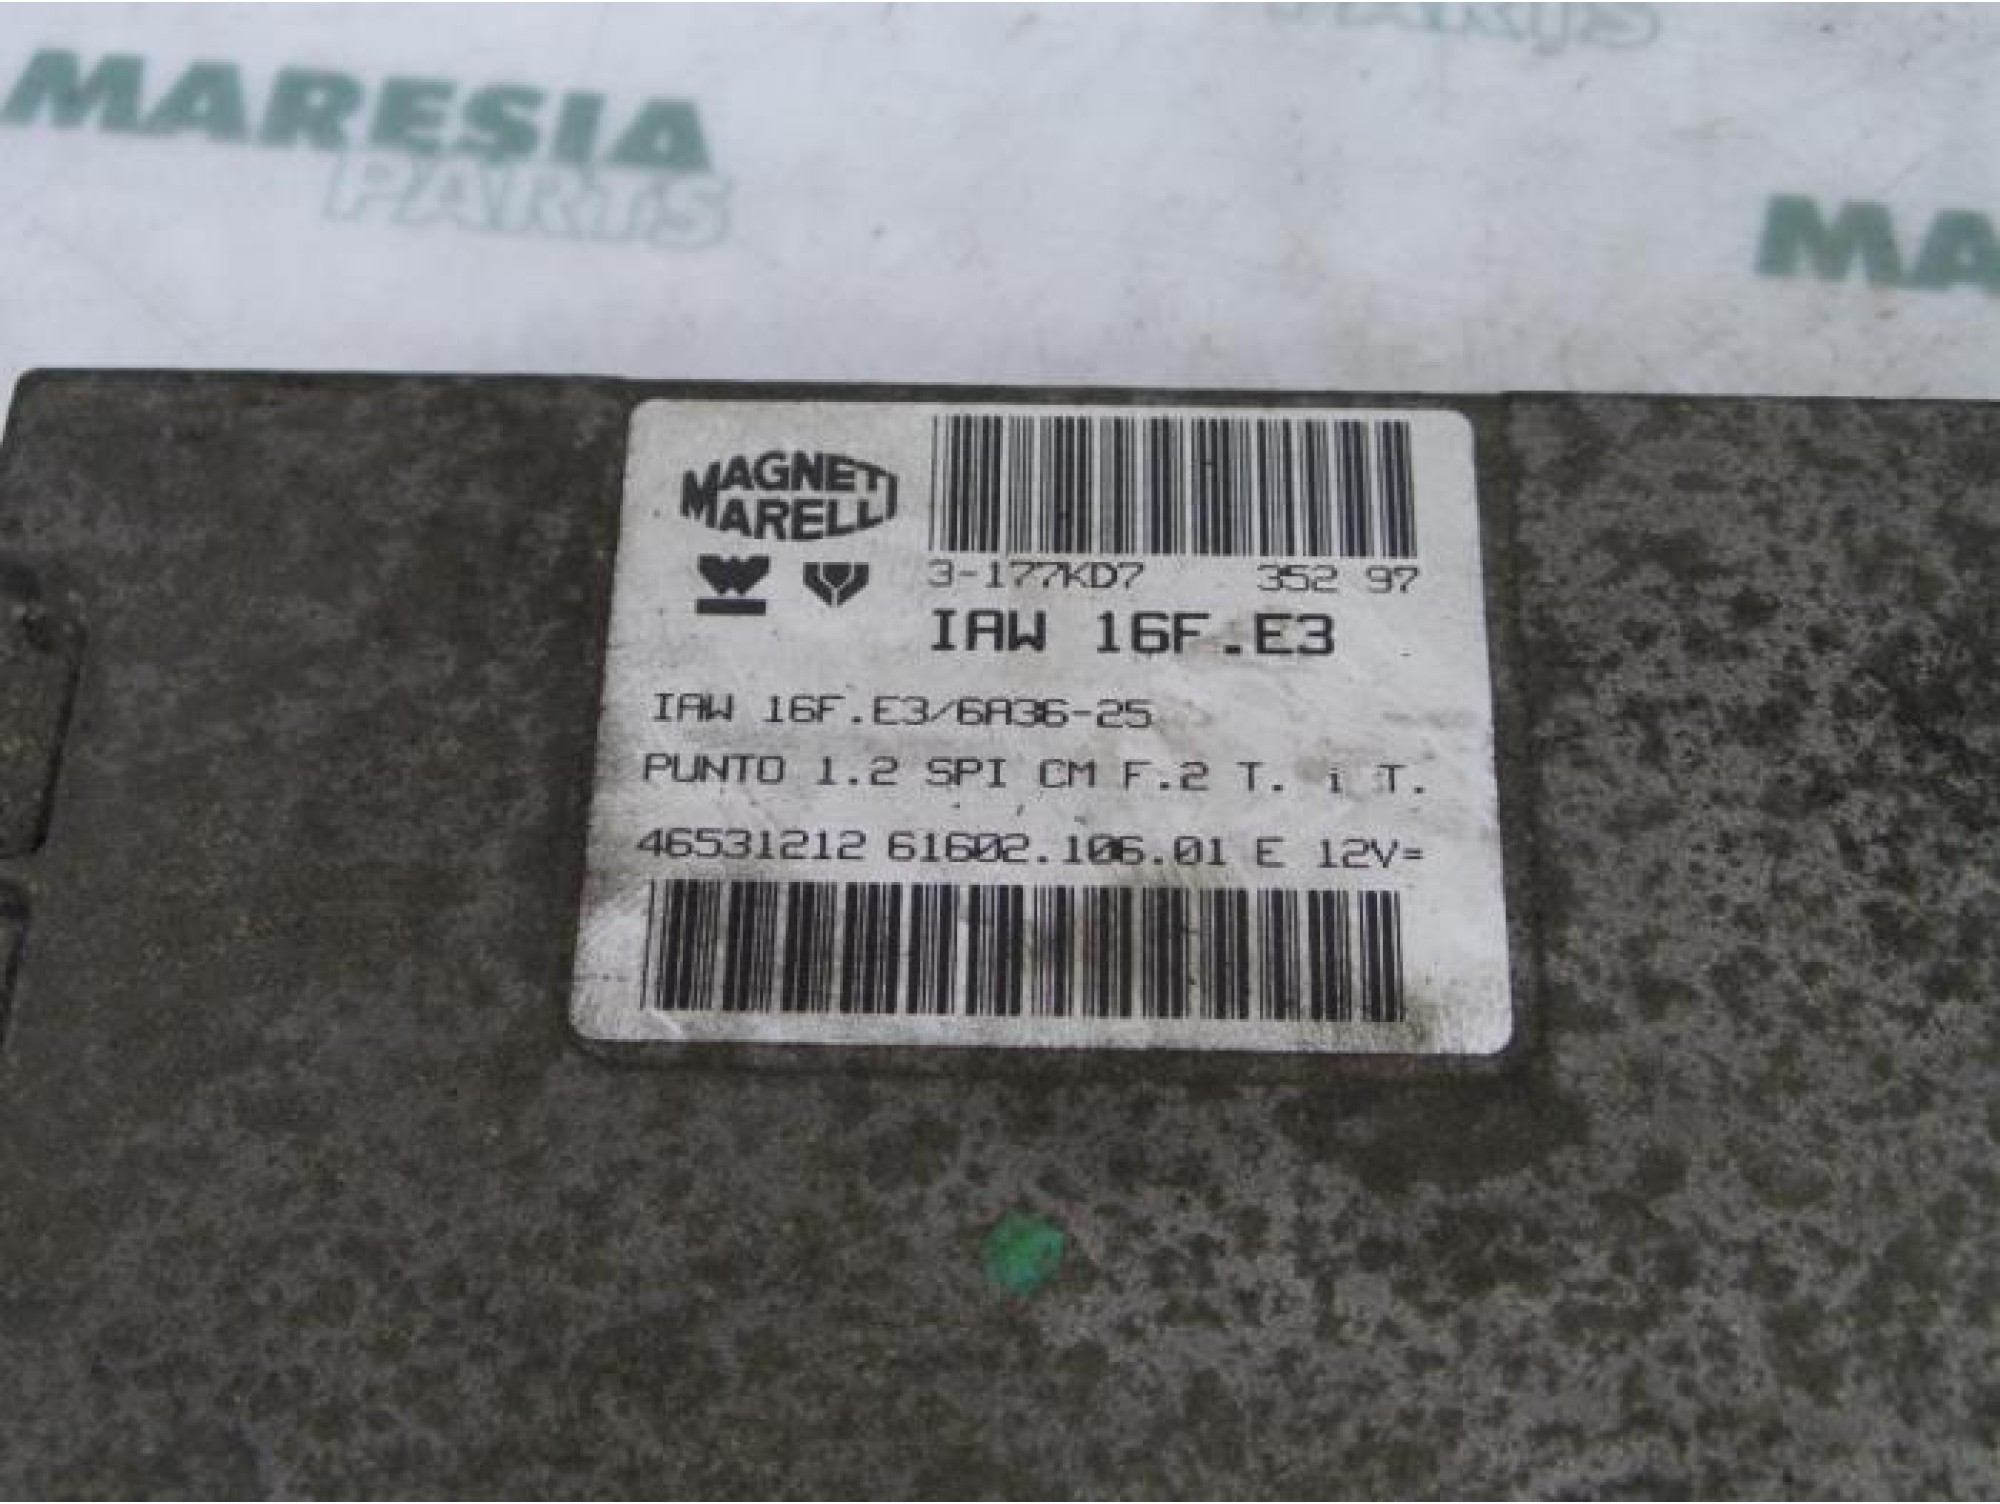 MARESIA
PARTS
PARTS
MA
MAGNETI
MARELLI
3-177KD7 352 97
IAW 16F.E3
IAW 16F.E3/6A36-25
PUNTO 1.2 SPI CM F.2 T. i T.
46531212 61602.106.01 E 12V=